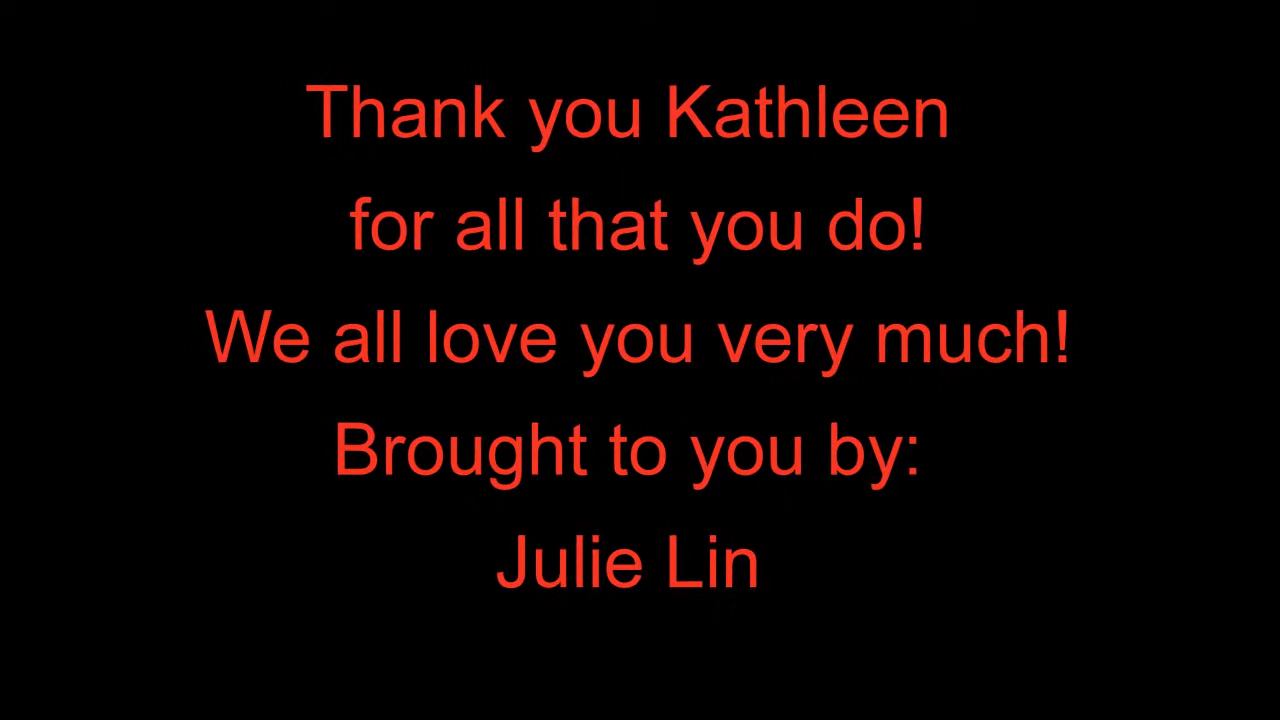 Thank you Kathleen
for all that you do!
We all love you very much!
Brought to you by:
Julie Lin